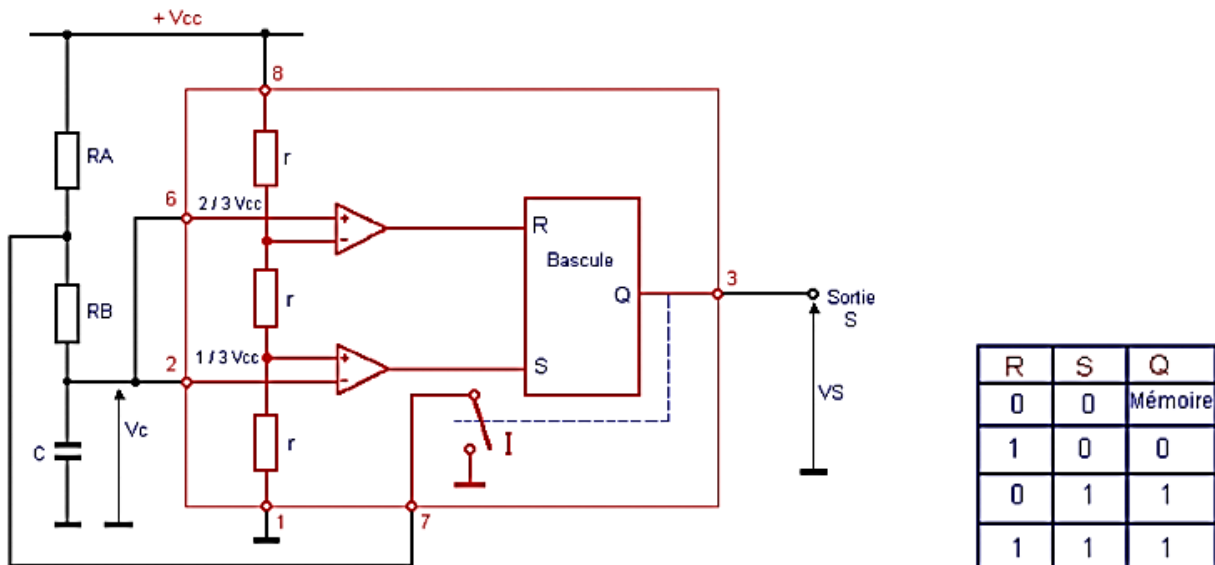 + Vcc
8
RA
r
6
2 / 3 Vcc
+
-
R
Bascule
RB
r
Q
3
Sortie
S
2
1 / 3 Vcc
+
-
S
Vc
C
r
I
VS
1
7
R S Q
0 0 Mémoire
1 0 0
0 1 1
1 1 1